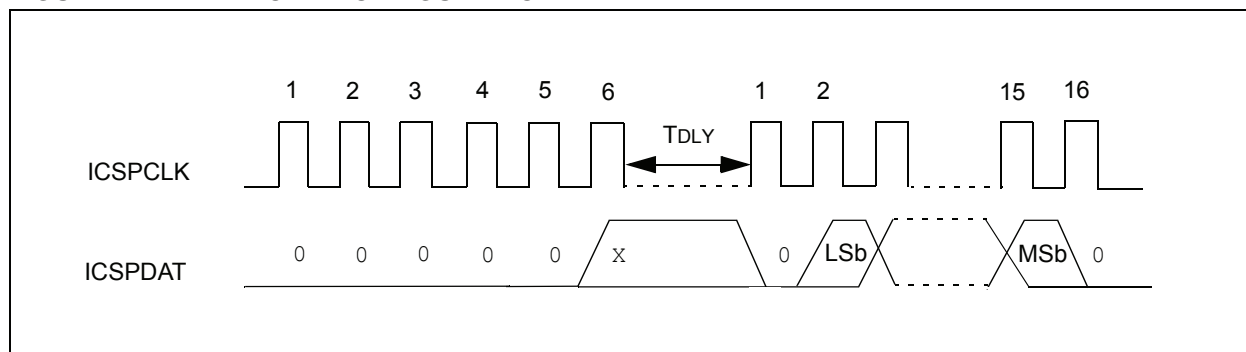 1 2 3 4 5 6 1 2 15 16
TDLY
ICSPCLK
0 0 0 0 0 X 0 LSb MSb 0
ICSPDAT